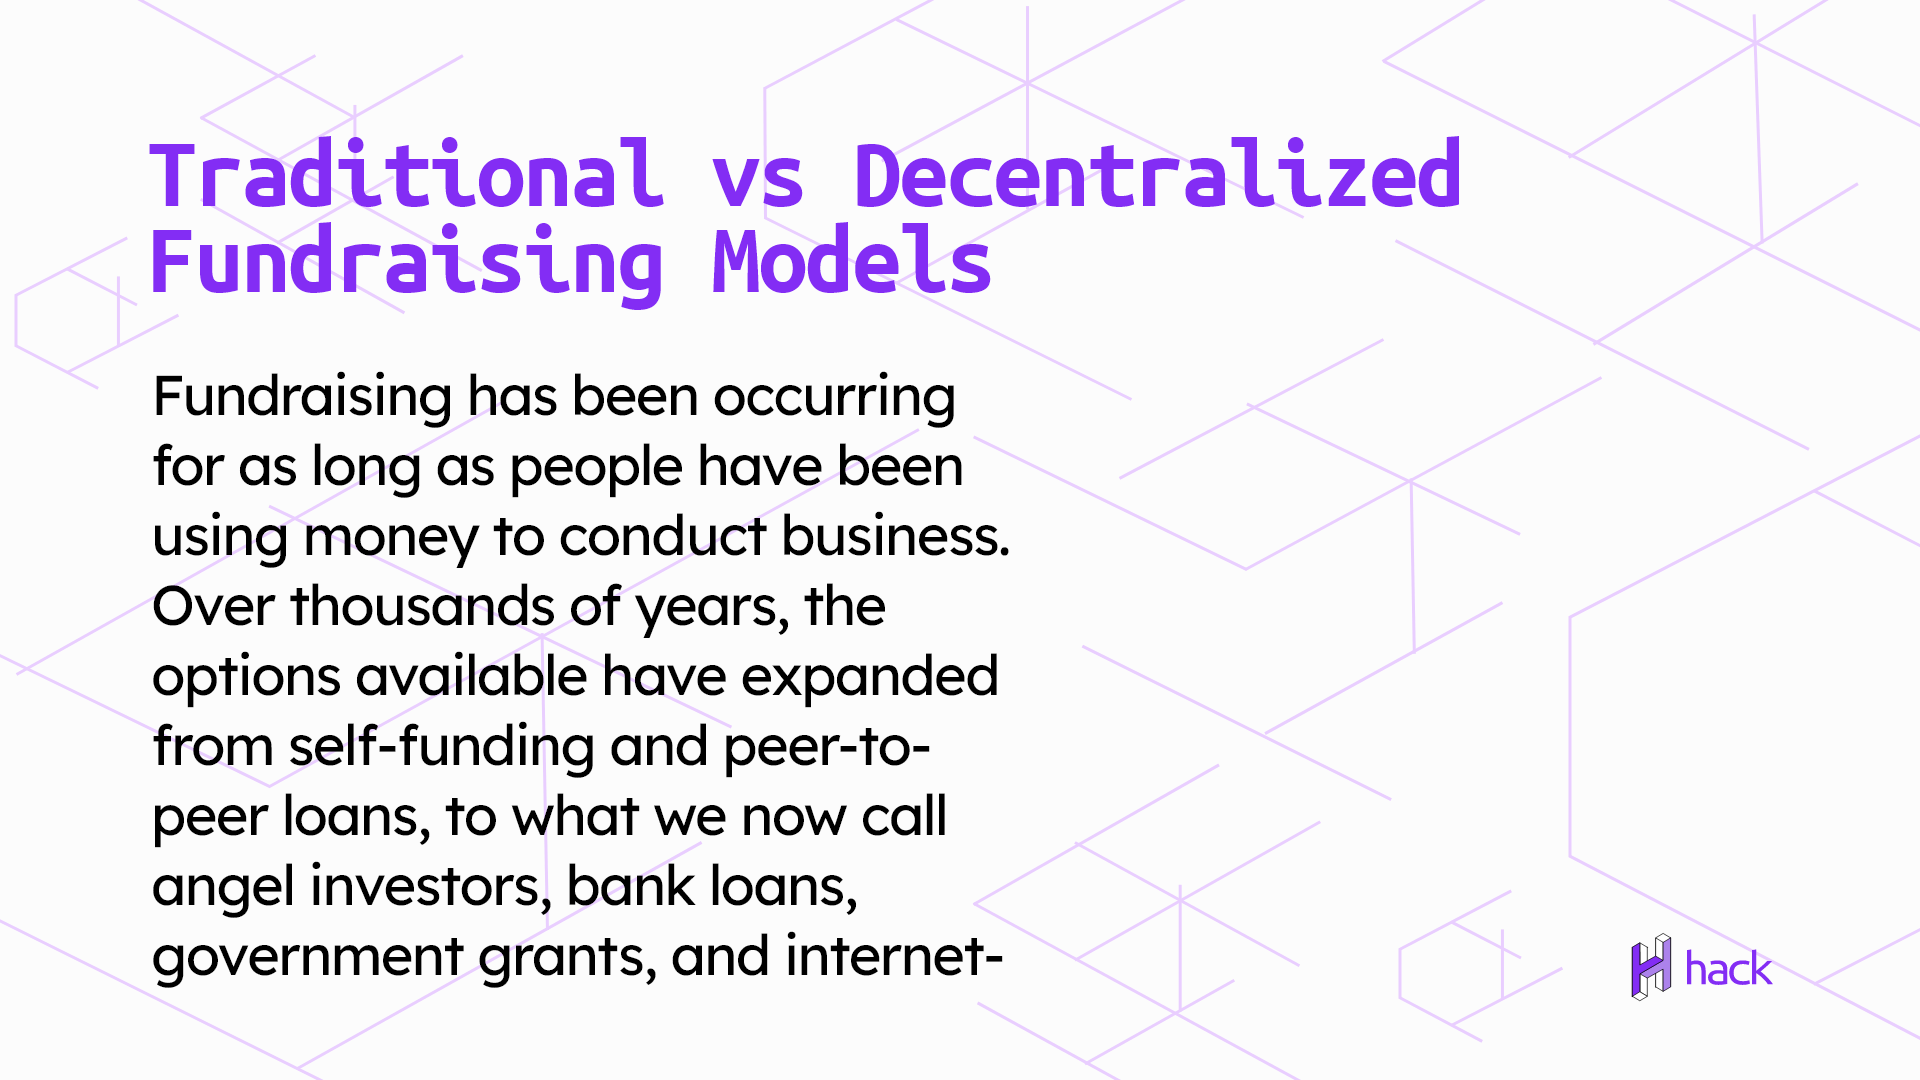 Traditional vs Decentralized
Fundraising Models
Fundraising has been occurring
for as long as people have been
using money to conduct business.
Over thousands of years, the
options available have expanded
from self-funding and peer-to-
peer loans, to what we now call
angel investors, bank loans,
government grants, and internet-
hack